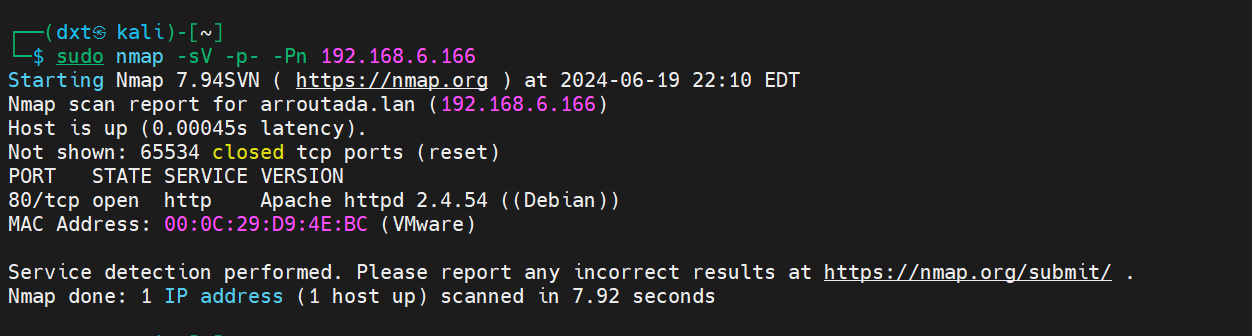 ┌──(dxt㉿ kali)-[~]
└─$ sudo nmap -sV -p- -Pn 192.168.6.166
Starting Nmap 7.94SVN ( https://nmap.org ) at 2024-06-19 22:10 EDT
Nmap scan report for arroutada.lan (192.168.6.166)
Host is up (0.00045s latency).
Not shown: 65534 closed tcp ports (reset)
PORT   STATE SERVICE VERSION
80/tcp open  http    Apache httpd 2.4.54 ((Debian))
MAC Address: 00:0C:29:D9:4E:BC (VMware)
Service detection performed. Please report any incorrect results at https://nmap.org/submit/ .
Nmap done: 1 IP address (1 host up) scanned in 7.92 seconds